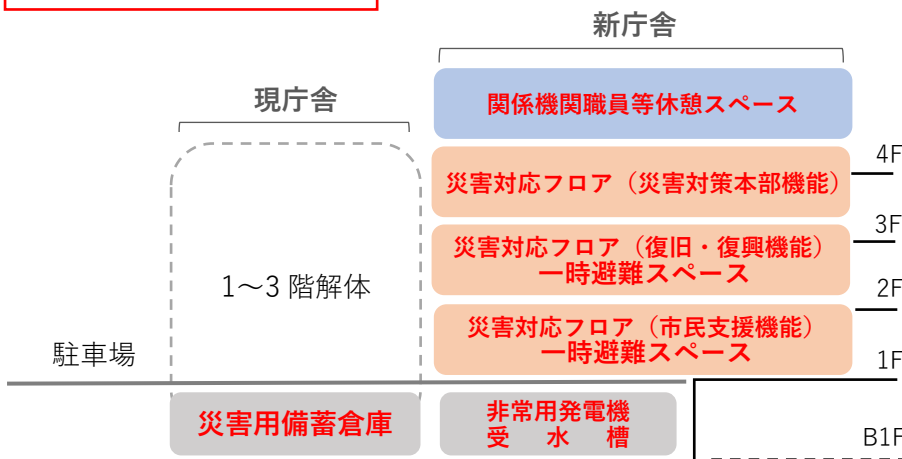 新庁舎
現庁舎
関係機関職員等休憩スペース
4F
災害対応フロア（災害対策本部機能）
3F
災害対応フロア（復旧・復興機能）
一時避難スペース
1～3 階解体
2F
災害対応フロア（市民支援機能）
一時避難スペース
駐車場
1F
災害用備蓄倉庫
非常用発電機
受　水　槽
B1F